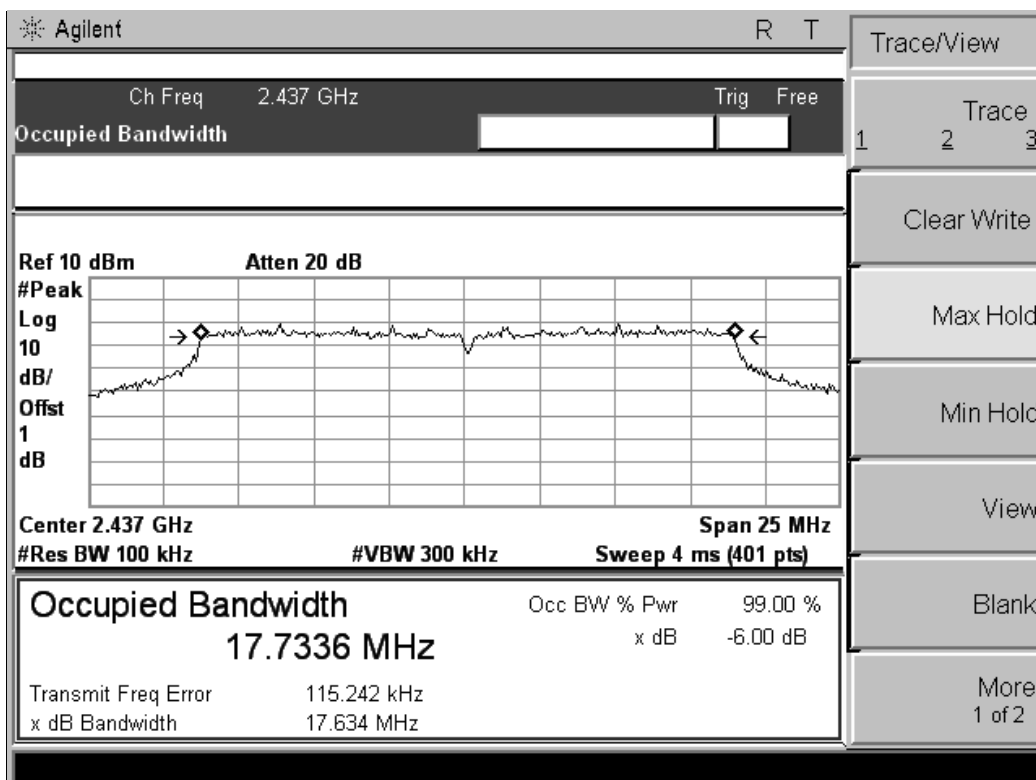 Agilent R T
Ch Freq 2.437 GHz Trig Free
Occupied Bandwidth
Ref 10 dBm Atten 20 dB
#Peak
Log
10
dB/
Offst
1
dB
Center 2.437 GHz Span 25 MHz
#Res BW 100 kHz #VBW 300 kHz Sweep 4 ms (401 pts)
Occupied Bandwidth
17.7336 MHz
Occ BW % Pwr 99.00 %
x dB -6.00 dB
Transmit Freq Error 115.242 kHz
x dB Bandwidth 17.634 MHz
Trace/View
Trace
1 2 3
Clear Write
Max Hold
Min Hold
View
Blank
More
1 of 2